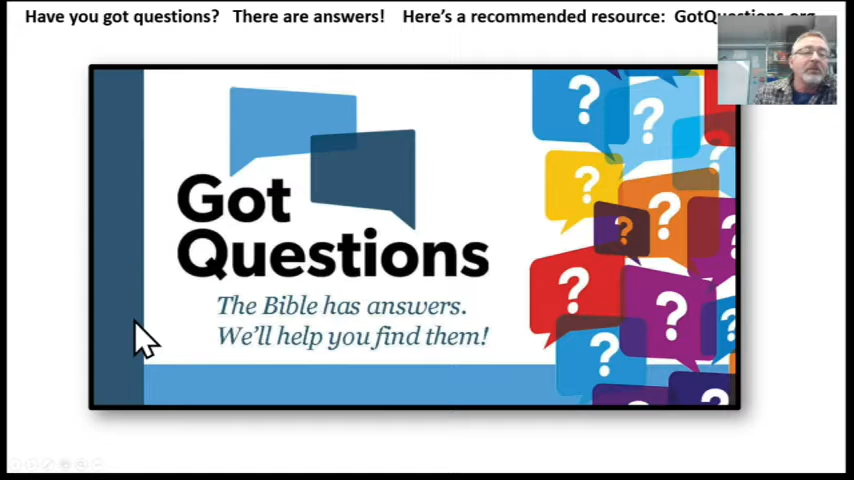 Have you got questions? There are answers! Here's a recommended resource: GotQuestions.org
Got
Questions
The Bible has answers.
We'll help you find them!
? ? ? ? ? ? ? ? ? ? ? ? ? ?